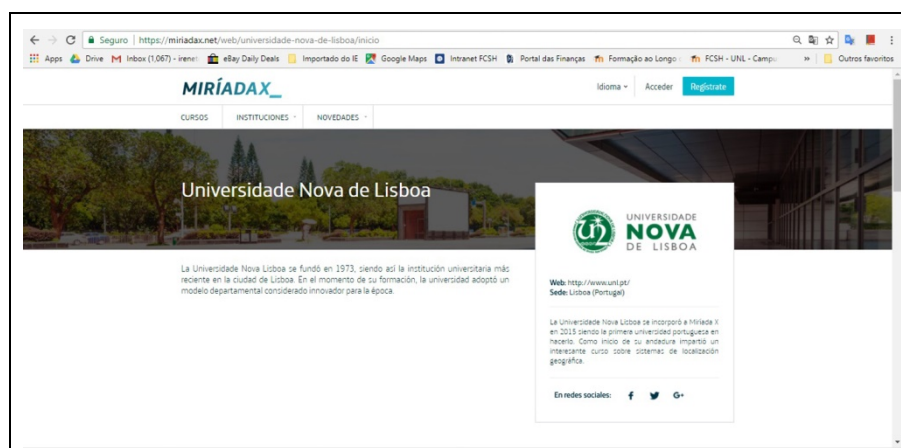 Seguro | https://miriadax.net/web/universidade-nova-de-lisboa/inicio
Apps Drive Inbox (1,067) - irene eBay Daily Deals Importado do IE Google Maps Intranet FCSH Portal das Finanças Formação ao Longo FCSH - UNL - Campu » Outros favoritos
MIRÍADAX_
Idioma Acceder Regístrate
CURSOS INSTITUCIONES NOVEDADES
Universidade Nova de Lisboa
La Universidade Nova Lisboa se fundó en 1973, siendo así la institución universitaria más
reciente en la ciudad de Lisboa. En el momento de su formación, la universidad adoptó un
modelo departamental considerado innovador para la época.
UNIVERSIDADE
NOVA
DE LISBOA
Web: http://www.unl.pt/
Sede: Lisboa (Portugal)
La Universidade Nova Lisboa se incorporó a Miríada X
en 2015 siendo la primera universidad portuguesa en
hacerlo. Como inicio de su andadura impartió un
interesante curso sobre sistemas de localización
geográfica.
En redes sociales: f G+